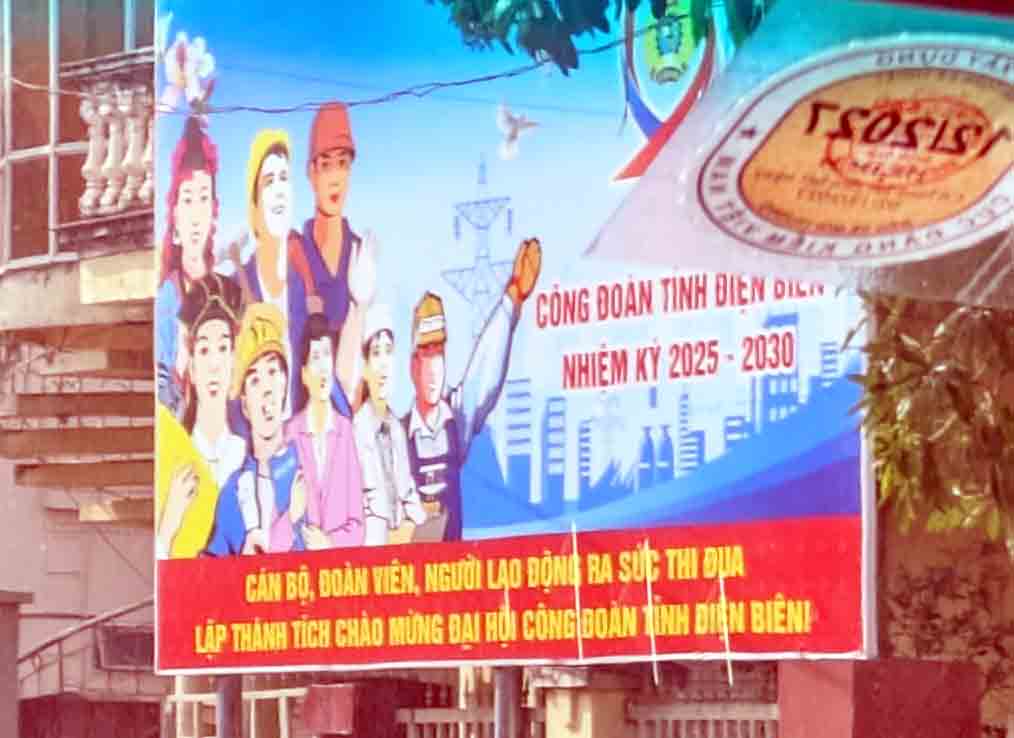 CÔNG ĐOÀN TỈNH ĐIỆN BIÊN
NHIỆM KỲ 2025 - 2030
CÁN BỘ, ĐOÀN VIÊN, NGƯỜI LAO ĐỘNG RA SỨC THI ĐUA
LẬP THÀNH TÍCH CHÀO MỪNG ĐẠI HỘI CÔNG ĐOÀN TỈNH ĐIỆN BIÊN!